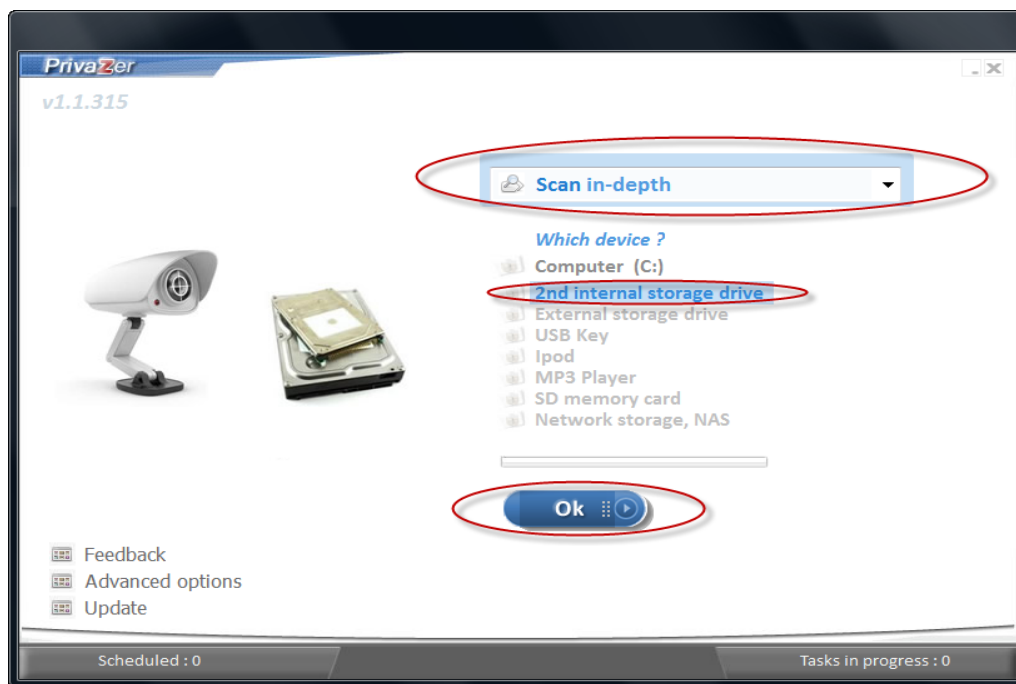 PrivaZer
v1.1.315
Scan in-depth
Which device ?
Computer (C:)
2nd internal storage drive
External storage drive
USB Key
Ipod
MP3 Player
SD memory card
Network storage, NAS
Ok
Feedback
Advanced options
Update
Scheduled : 0
Tasks in progress : 0